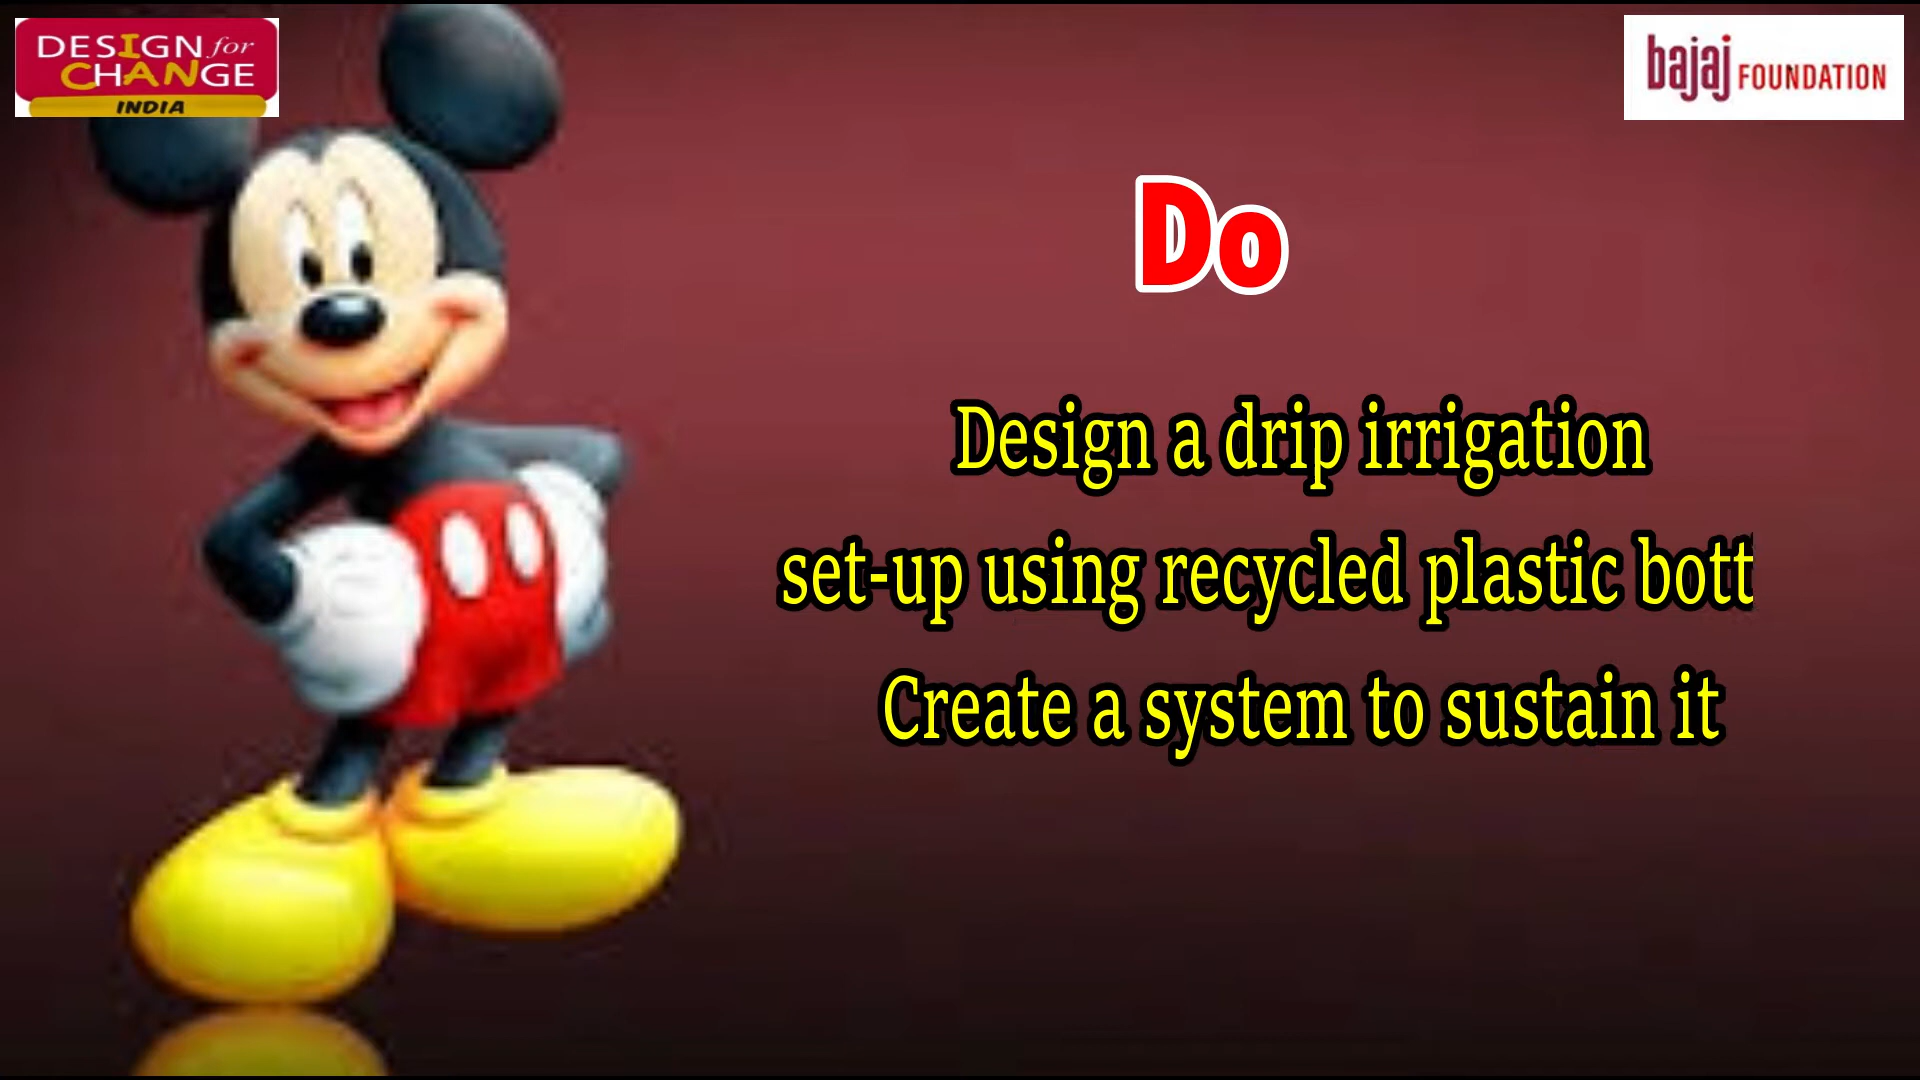 DESIGN for
CHANGE
INDIA
bajaj FOUNDATION
Do
Design a drip irrigation
set-up using recycled plastic bott
Create a system to sustain it